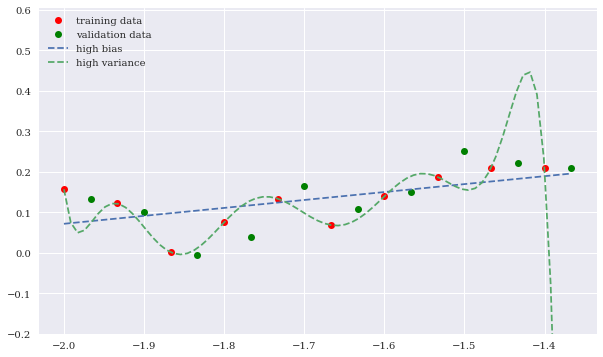 0.6
training data
validation data
high bias
high variance
0.5
0.4
0.3
0.2
0.1
0.0
−0.1
−0.2
−2.0 −1.9 −1.8 −1.7 −1.6 −1.5 −1.4